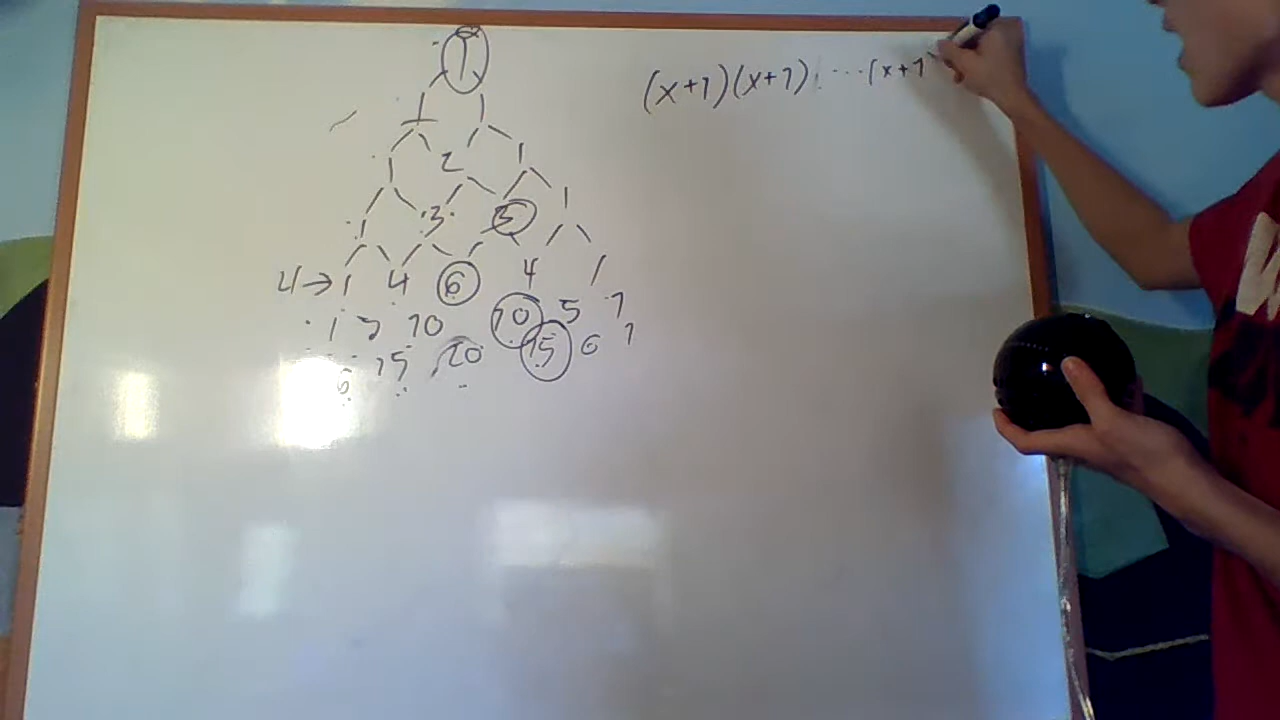 1
(x+1)(x+1) ... (x+1
1 1
1 2 1
1 3 3 1
4 → 1 4 6 4 1
1 5 10 10 5 1
6 15 20 15 6 1